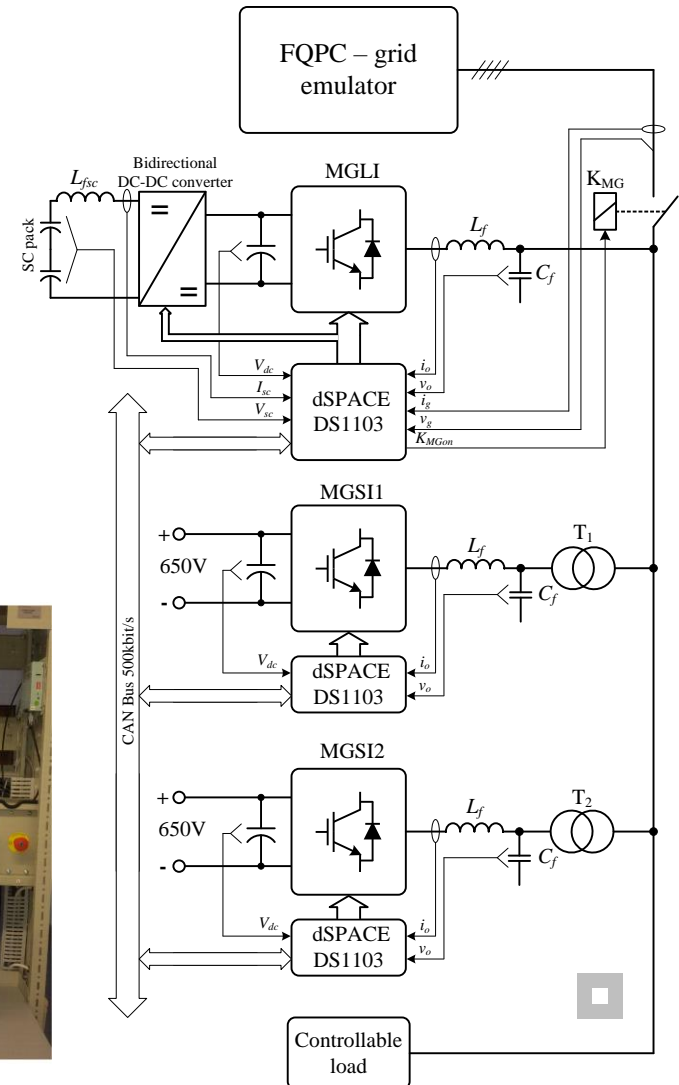 FQPC – grid
emulator
Bidirectional
DC-DC converter
MGLI
K_MG
L_fsc
L_f
SC pack
C_f
V_dc
I_sc
V_sc
dSPACE
DS1103
i_o
v_o
i_g
v_g
K_MGon
MGSI1
T_1
+
650V
-
L_f
C_f
V_dc
dSPACE
DS1103
i_o
v_o
CAN Bus 500kbit/s
MGSI2
T_2
+
650V
-
L_f
C_f
V_dc
dSPACE
DS1103
i_o
v_o
Controllable
load